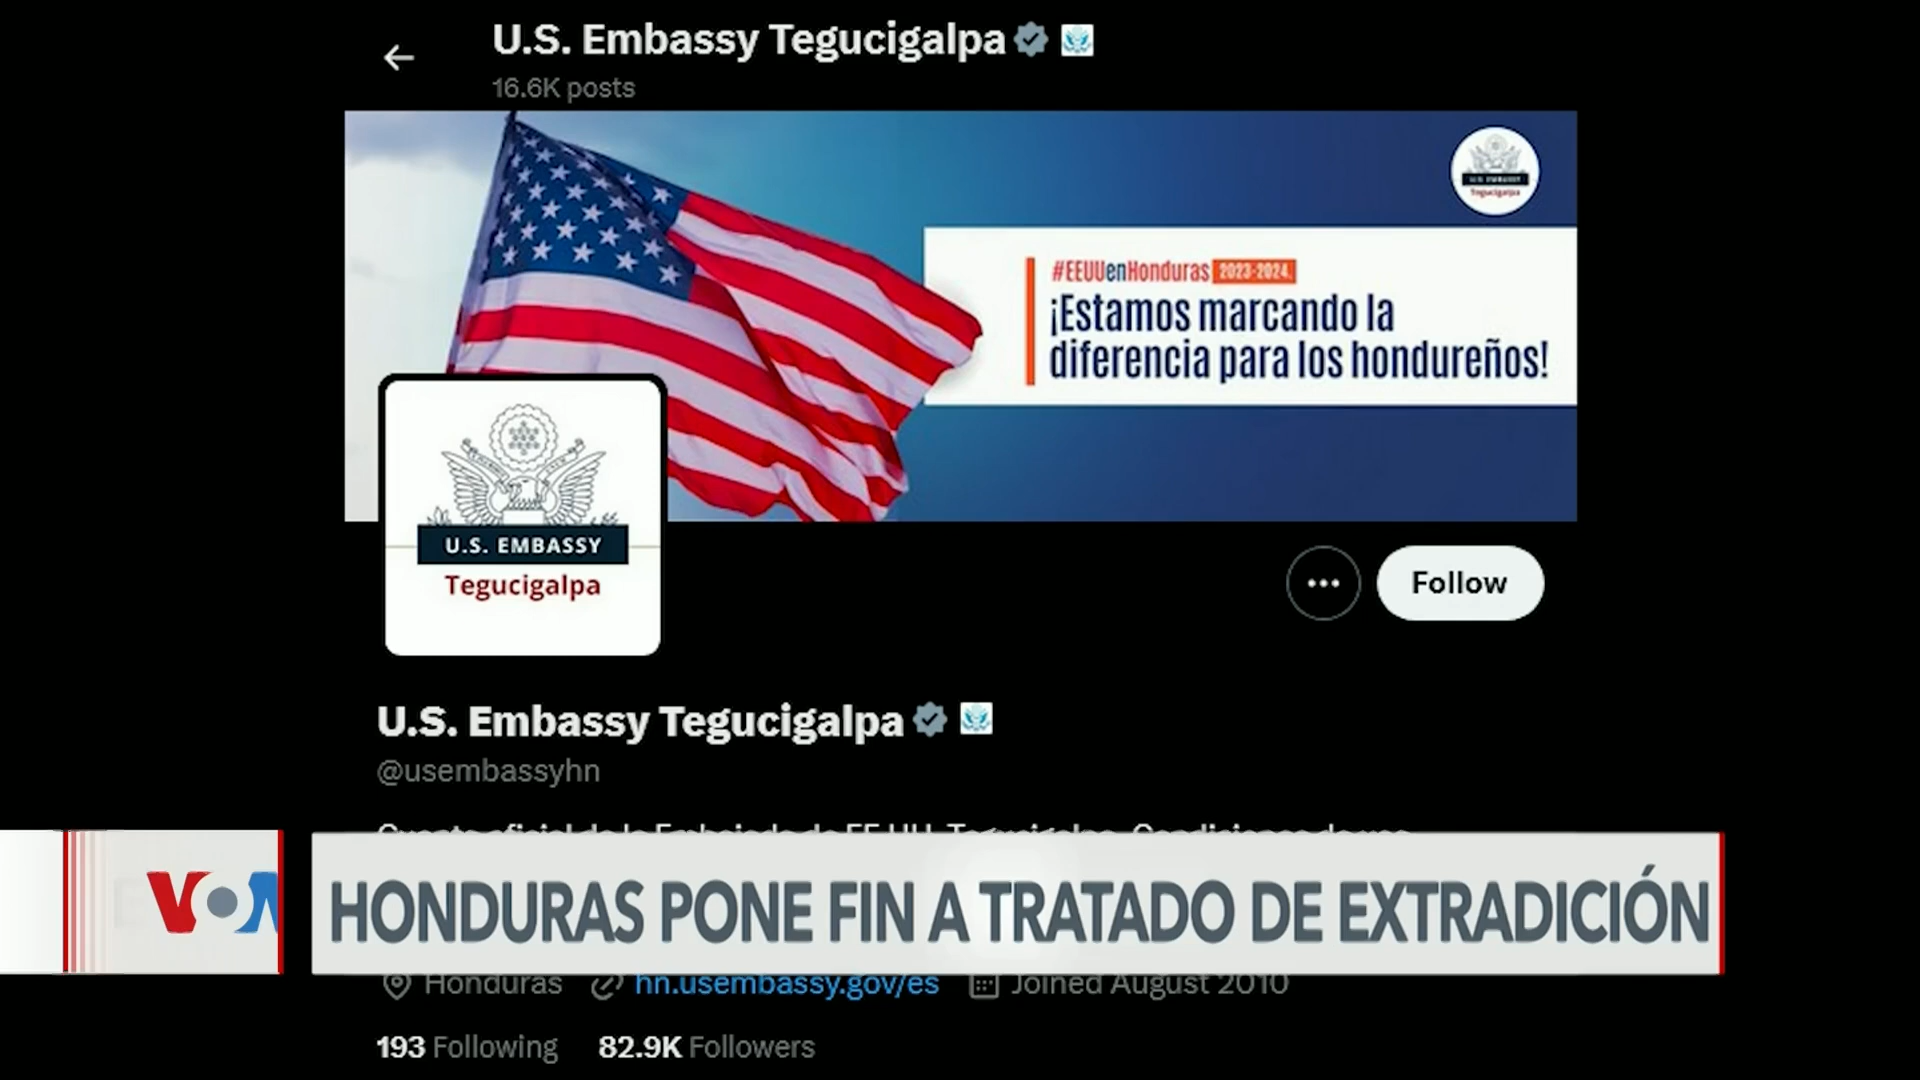 U.S. Embassy Tegucigalpa
16.6K posts
U.S. EMBASSY
Tegucigalpa
#EEUUenHonduras 2023-2024.
¡Estamos marcando la
diferencia para los hondureños!
U.S. EMBASSY
Tegucigalpa
Follow
U.S. Embassy Tegucigalpa
@usembassyhn
VOA
HONDURAS PONE FIN A TRATADO DE EXTRADICIÓN
Honduras hn.usembassy.gov/es Joined August 2010
193 Following 82.9K Followers